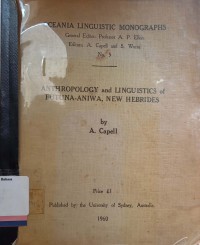 OCEANIA LINGUISTIC MONOGRAPHS
General Editor: Professor A. P. Elkin
Editors: A. Capell and S. Wurm
No. 5
ANTHROPOLOGY and LINGUISTICS of
FUTUNA-ANIWA, NEW HEBRIDES
by
A. Capell
Price £1
Published by the University of Sydney, Australia.
1960